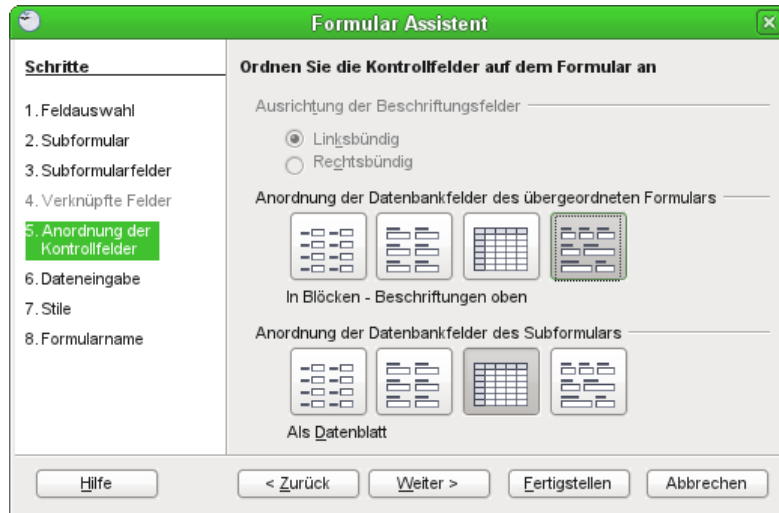 Formular Assistent
Schritte
1. Feldauswahl
2. Subformular
3. Subformularfelder
4. Verknüpfte Felder
5. Anordnung der
Kontrollfelder
6. Dateneingabe
7. Stile
8. Formularname
Ordnen Sie die Kontrollfelder auf dem Formular an
Ausrichtung der Beschriftungsfelder
Linksbündig
Rechtsbündig
Anordnung der Datenbankfelder des übergeordneten Formulars
In Blöcken - Beschriftungen oben
Anordnung der Datenbankfelder des Subformulars
Als Datenblatt
Hilfe
< Zurück
Weiter >
Fertigstellen
Abbrechen